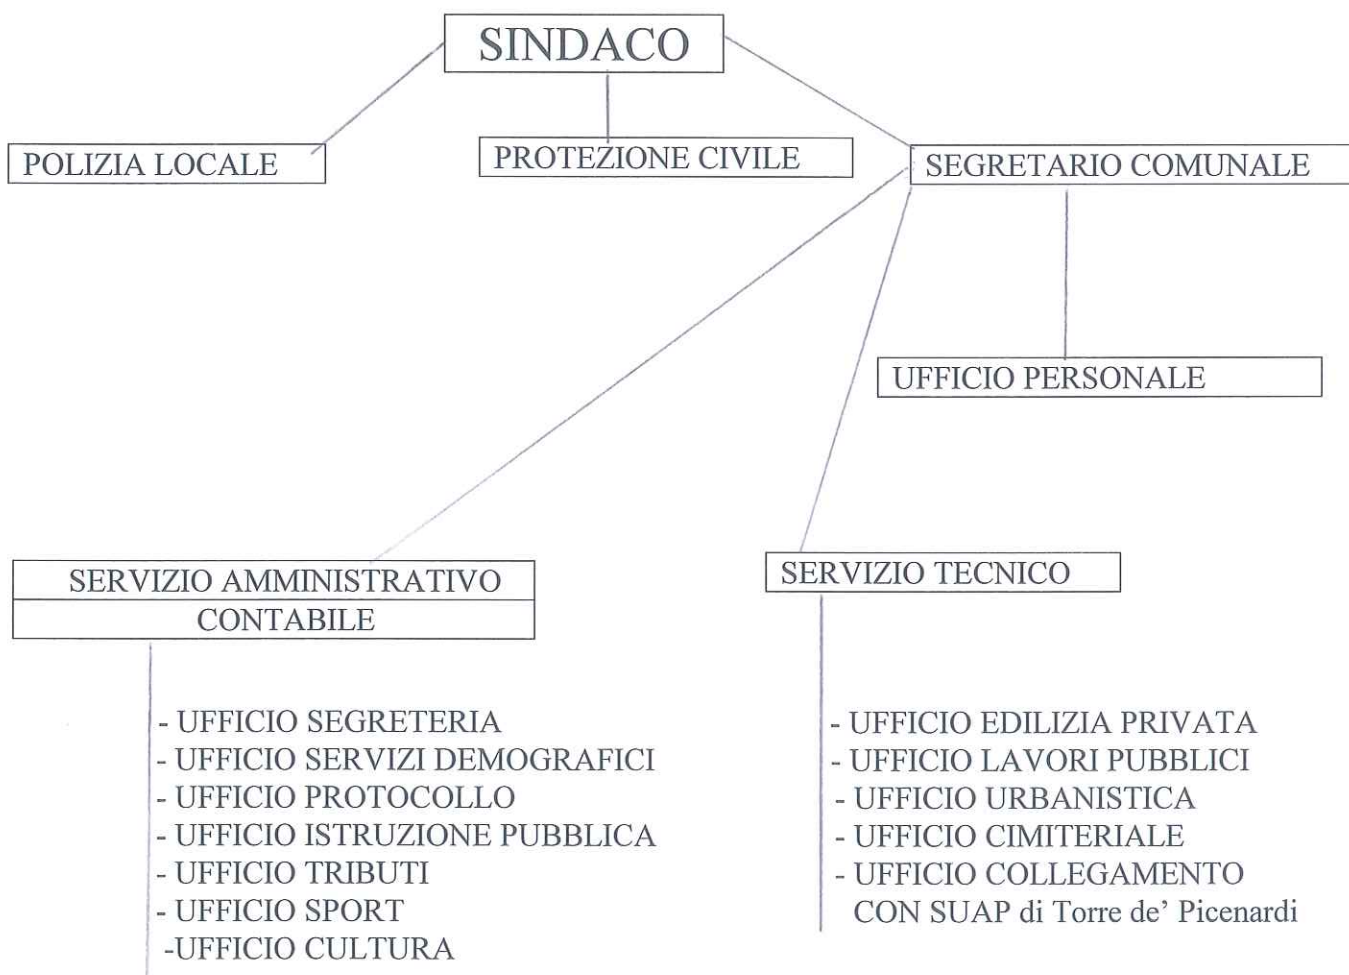 SINDACO
POLIZIA LOCALE
PROTEZIONE CIVILE
SEGRETARIO COMUNALE
UFFICIO PERSONALE
SERVIZIO AMMINISTRATIVO
CONTABILE
- UFFICIO SEGRETERIA
- UFFICIO SERVIZI DEMOGRAFICI
- UFFICIO PROTOCOLLO
- UFFICIO ISTRUZIONE PUBBLICA
- UFFICIO TRIBUTI
- UFFICIO SPORT
-UFFICIO CULTURA
SERVIZIO TECNICO
- UFFICIO EDILIZIA PRIVATA
- UFFICIO LAVORI PUBBLICI
- UFFICIO URBANISTICA
- UFFICIO CIMITERIALE
- UFFICIO COLLEGAMENTO
CON SUAP di Torre de’ Picenardi